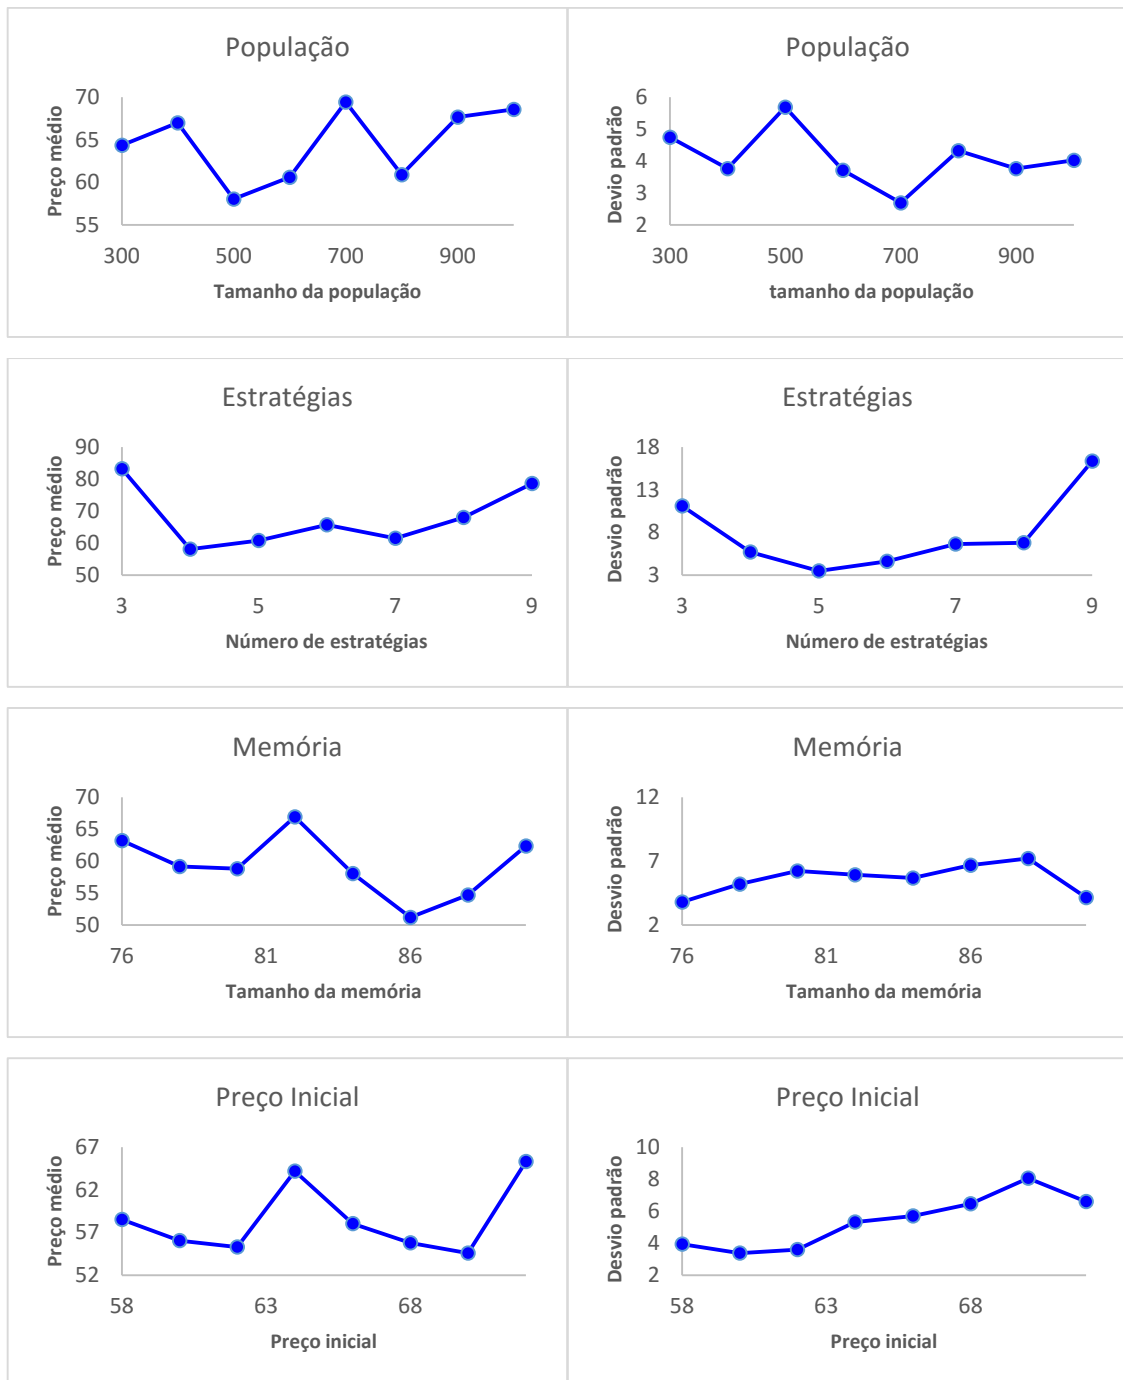 População
Preço médio
70
65
60
55
300 500 700 900
Tamanho da população
População
Devio padrão
6
5
4
3
2
300 500 700 900
tamanho da população
Estratégias
Preço médio
90
80
70
60
50
3 5 7 9
Número de estratégias
Estratégias
Desvio padrão
18
13
8
3
3 5 7 9
Número de estratégias
Memória
Preço médio
70
65
60
55
50
76 81 86
Tamanho da memória
Memória
Desvio padrão
12
7
2
76 81 86
Tamanho da memória
Preço Inicial
Preço médio
67
62
57
52
58 63 68
Preço inicial
Preço Inicial
Desvio padrão
10
8
6
4
2
58 63 68
Preço inicial